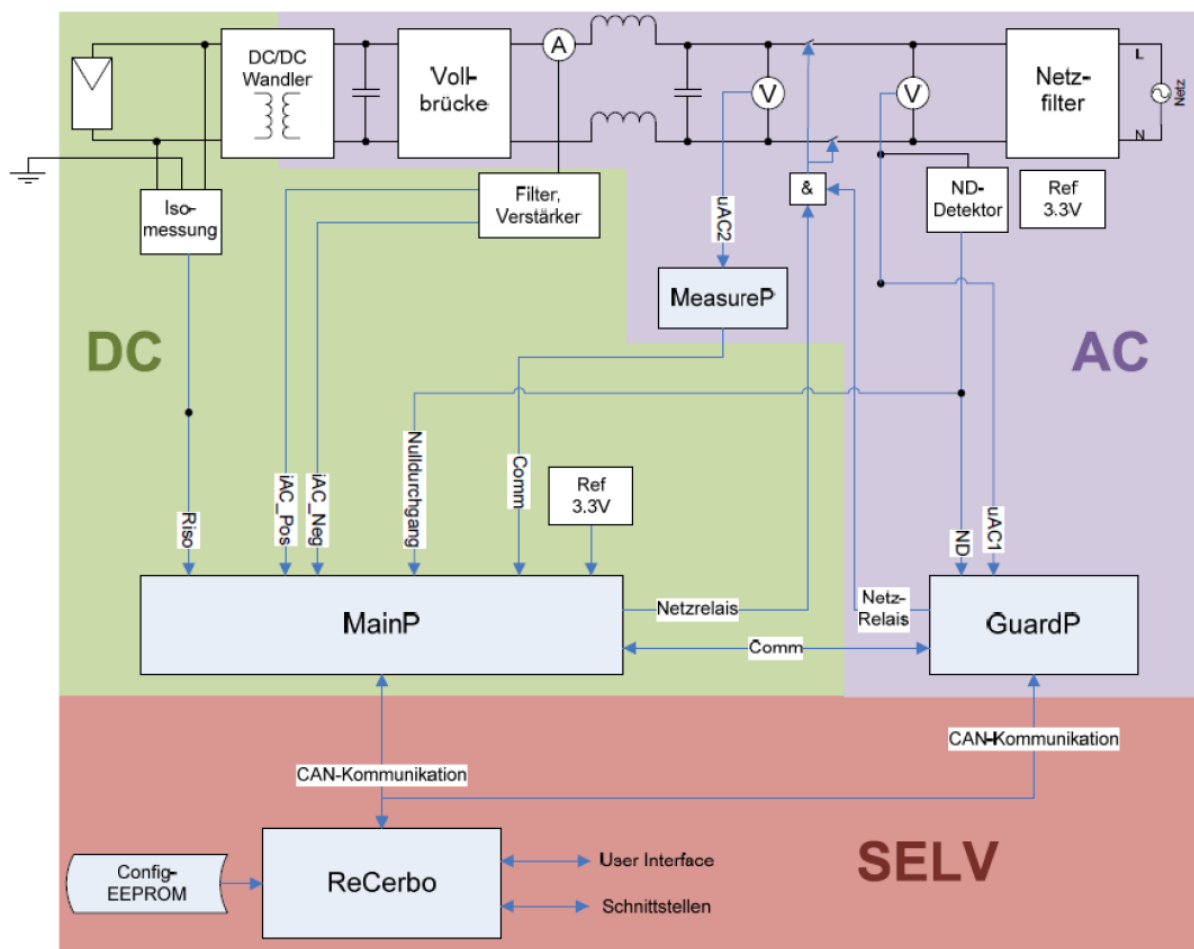 DC/DC
Wandler
Voll-
brücke
A
V
V
Netz-
filter
L
N
Netz
Iso-
messung
Filter,
Verstärker
uAC2
&
ND-
Detektor
Ref
3.3V
MeasureP
DC
AC
Riso
iAC_Pos
iAC_Neg
Nulldurchgang
Comm
Ref
3.3V
ND
uAC1
MainP
Netzrelais
Netz-
Relais
GuardP
Comm
CAN-Kommunikation
CAN-Kommunikation
SELV
Config-
EEPROM
ReCerbo
User Interface
Schnittstellen